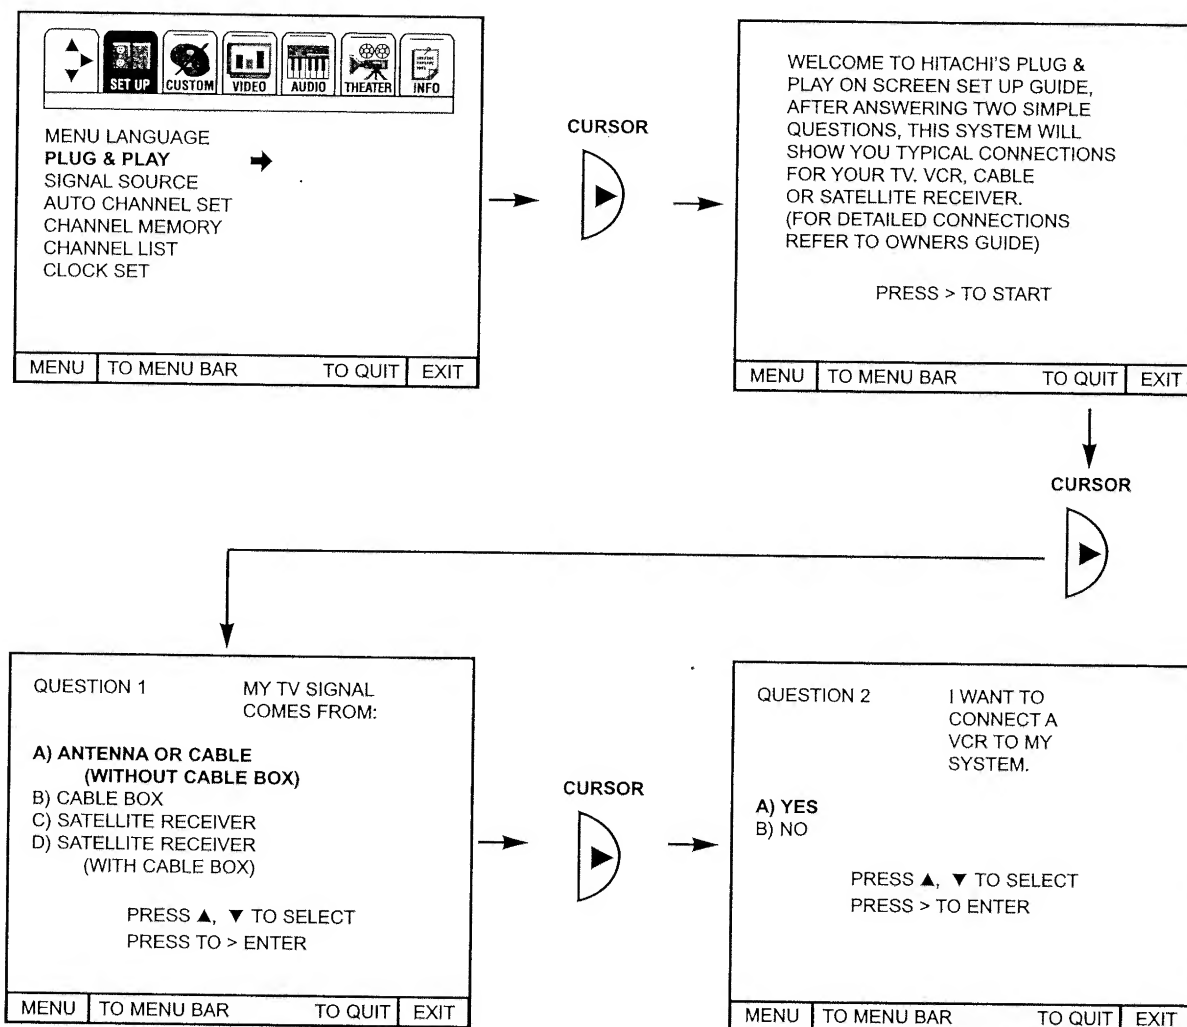 SET UP
CUSTOM
VIDEO
AUDIO
THEATER
INFO
MENU LANGUAGE
PLUG & PLAY
SIGNAL SOURCE
AUTO CHANNEL SET
CHANNEL MEMORY
CHANNEL LIST
CLOCK SET
MENU TO MENU BAR TO QUIT EXIT
CURSOR
WELCOME TO HITACHI'S PLUG &
PLAY ON SCREEN SET UP GUIDE,
AFTER ANSWERING TWO SIMPLE
QUESTIONS, THIS SYSTEM WILL
SHOW YOU TYPICAL CONNECTIONS
FOR YOUR TV. VCR, CABLE
OR SATELLITE RECEIVER.
(FOR DETAILED CONNECTIONS
REFER TO OWNERS GUIDE)
PRESS > TO START
MENU TO MENU BAR TO QUIT EXIT
CURSOR
QUESTION 1 MY TV SIGNAL
COMES FROM:
A) ANTENNA OR CABLE
(WITHOUT CABLE BOX)
B) CABLE BOX
C) SATELLITE RECEIVER
D) SATELLITE RECEIVER
(WITH CABLE BOX)
PRESS ▲, ▼ TO SELECT
PRESS TO > ENTER
MENU TO MENU BAR TO QUIT EXIT
CURSOR
QUESTION 2 I WANT TO
CONNECT A
VCR TO MY
SYSTEM.
A) YES
B) NO
PRESS ▲, ▼ TO SELECT
PRESS > TO ENTER
MENU TO MENU BAR TO QUIT EXIT